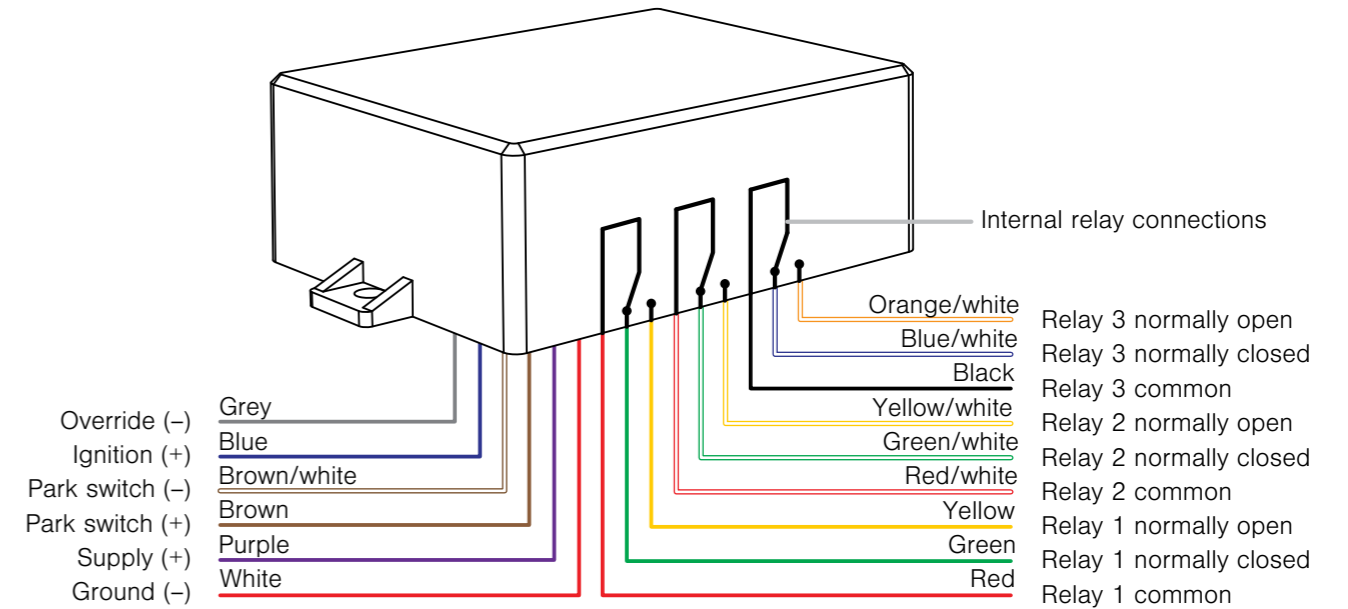 Internal relay connections
Orange/white Relay 3 normally open
Blue/white Relay 3 normally closed
Black Relay 3 common
Yellow/white Relay 2 normally open
Green/white Relay 2 normally closed
Red/white Relay 2 common
Yellow Relay 1 normally open
Green Relay 1 normally closed
Red Relay 1 common
Override (–) Grey
Ignition (+) Blue
Park switch (–) Brown/white
Park switch (+) Brown
Supply (+) Purple
Ground (–) White